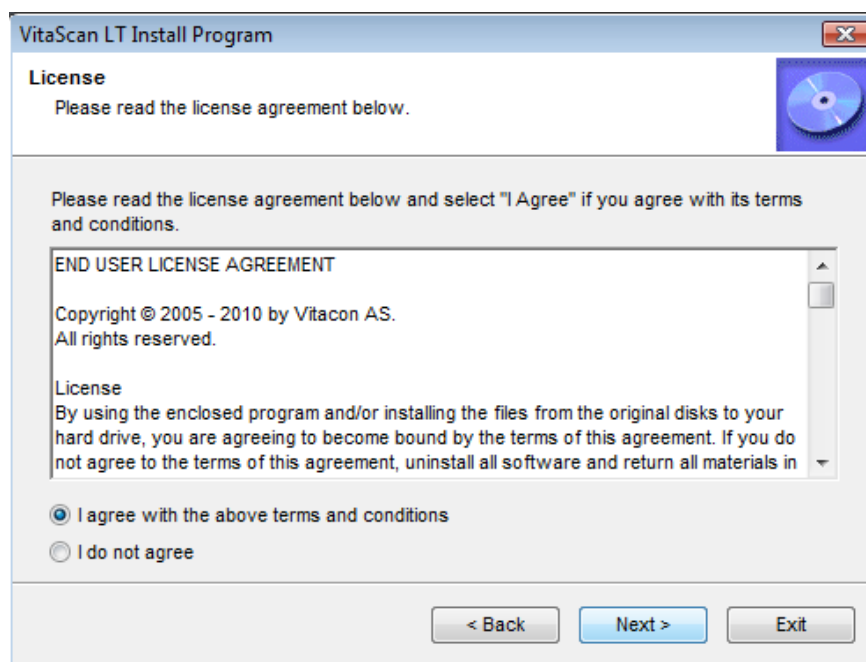 VitaScan LT Install Program
License
Please read the license agreement below.
Please read the license agreement below and select "I Agree" if you agree with its terms
and conditions.
END USER LICENSE AGREEMENT
Copyright © 2005 - 2010 by Vitacon AS.
All rights reserved.
License
By using the enclosed program and/or installing the files from the original disks to your
hard drive, you are agreeing to become bound by the terms of this agreement. If you do
not agree to the terms of this agreement, uninstall all software and return all materials in
I agree with the above terms and conditions
I do not agree
< Back
Next >
Exit